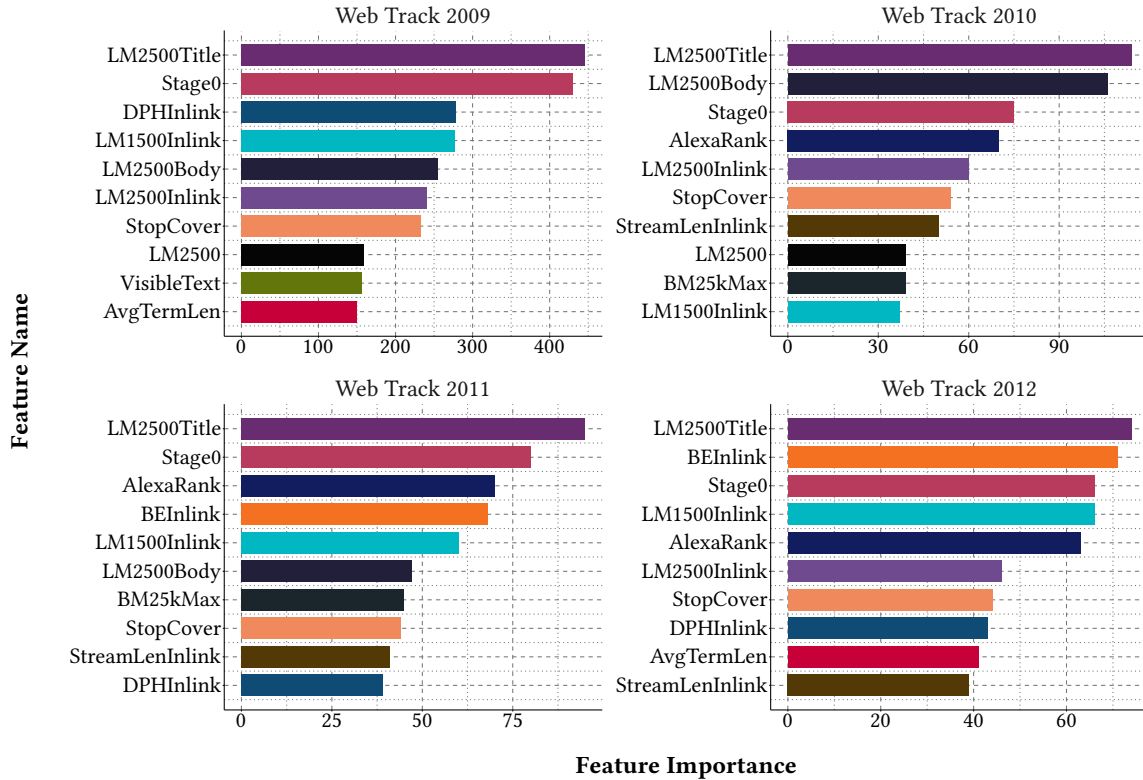 Web Track 2009
LM2500Title
Stage0
DPHInlink
LM1500Inlink
LM2500Body
LM2500Inlink
StopCover
LM2500
VisibleText
AvgTermLen
0 100 200 300 400
Web Track 2010
LM2500Title
LM2500Body
Stage0
AlexaRank
LM2500Inlink
StopCover
StreamLenInlink
LM2500
BM25kMax
LM1500Inlink
0 30 60 90
Feature Name
Web Track 2011
LM2500Title
Stage0
AlexaRank
BEInlink
LM1500Inlink
LM2500Body
BM25kMax
StopCover
StreamLenInlink
DPHInlink
0 25 50 75
Web Track 2012
LM2500Title
BEInlink
Stage0
LM1500Inlink
AlexaRank
LM2500Inlink
StopCover
DPHInlink
AvgTermLen
StreamLenInlink
0 20 40 60
Feature Importance